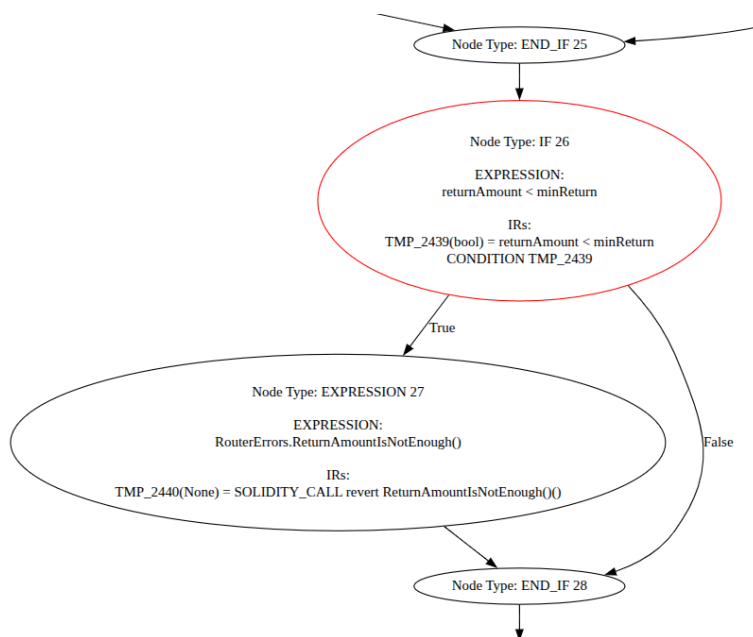 Node Type: END_IF 25
Node Type: IF 26
EXPRESSION:
returnAmount < minReturn
IRs:
TMP_2439(bool) = returnAmount < minReturn
CONDITION TMP_2439
True
False
Node Type: EXPRESSION 27
EXPRESSION:
RouterErrors.ReturnAmountIsNotEnough()
IRs:
TMP_2440(None) = SOLIDITY_CALL revert ReturnAmountIsNotEnough()()
Node Type: END_IF 28